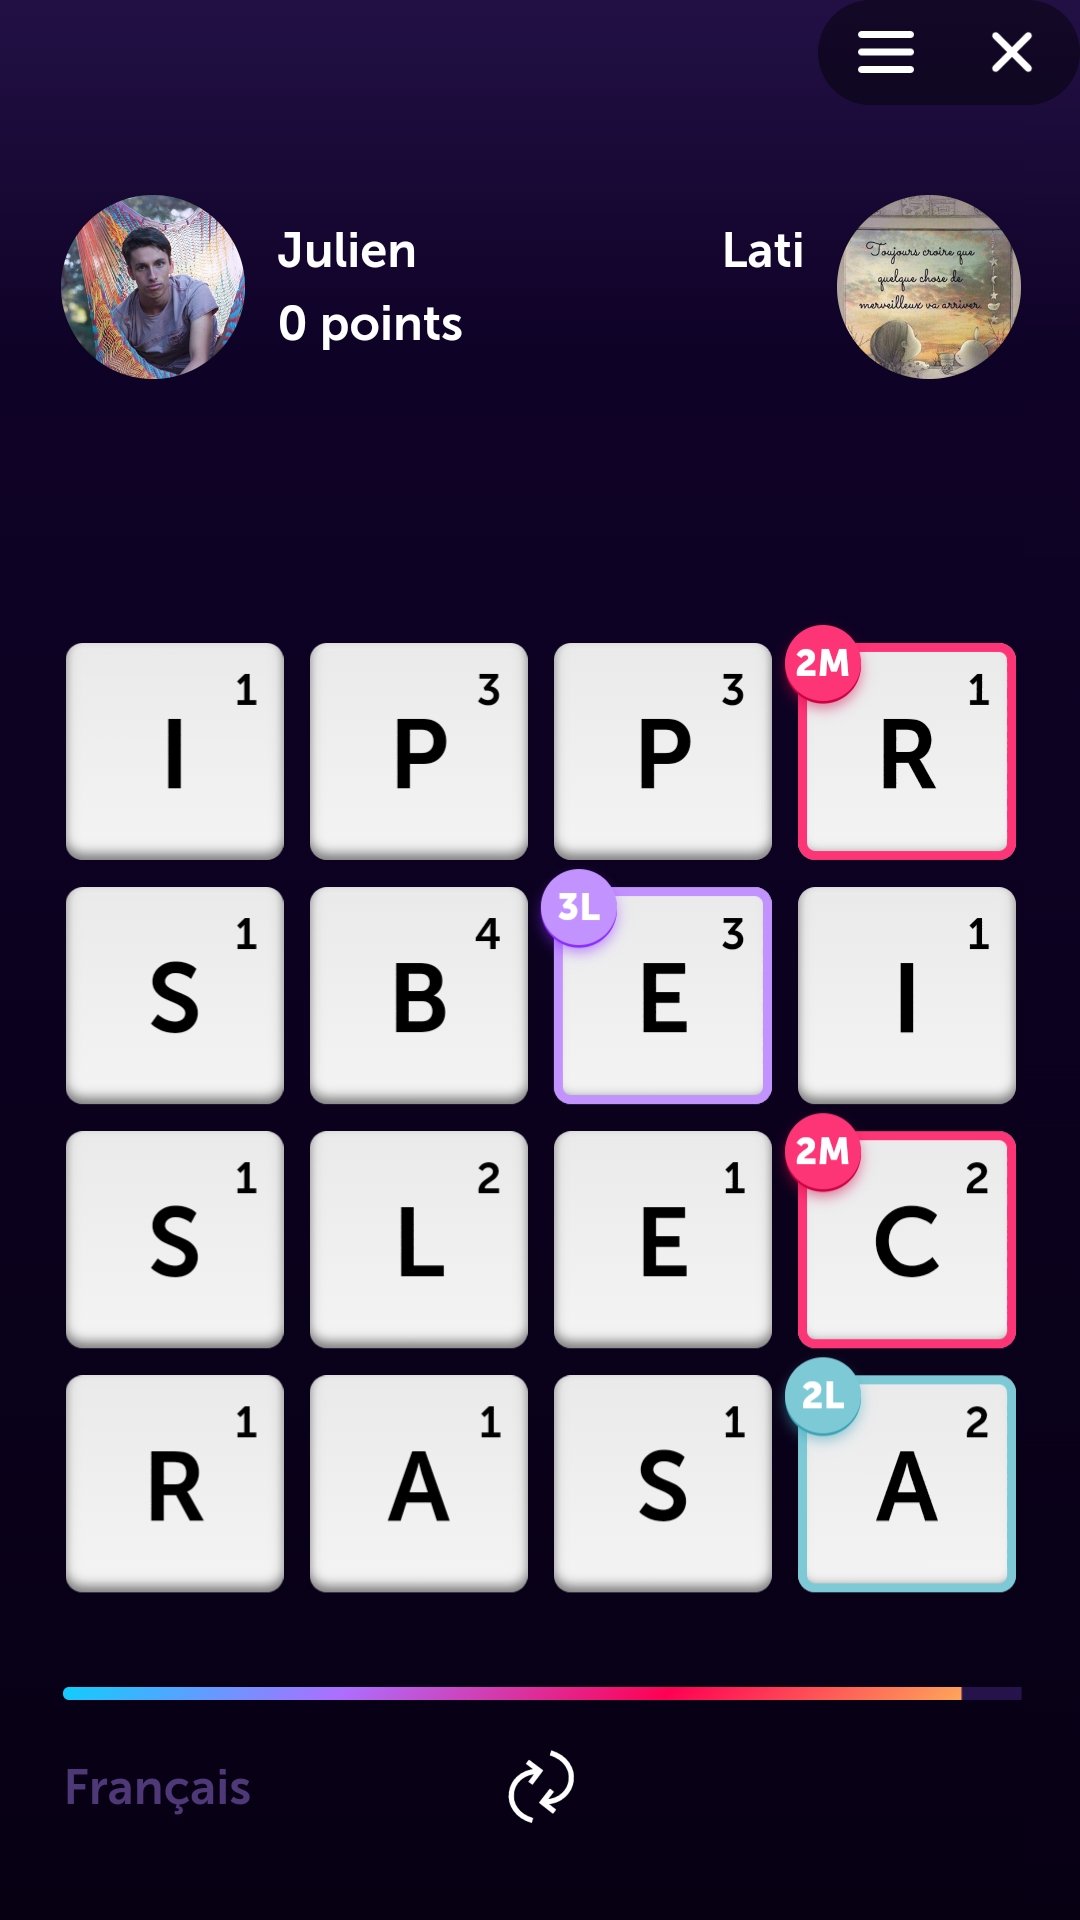 Julien
0 points
Lati
Toujours croire que
quelque chose de
merveilleux va arriver.
I 1 P 3 P 3 2M R 1
S 1 B 4 3L E 3 I 1
S 1 L 2 E 1 2M C 2
R 1 A 1 S 1 2L A 2
Français